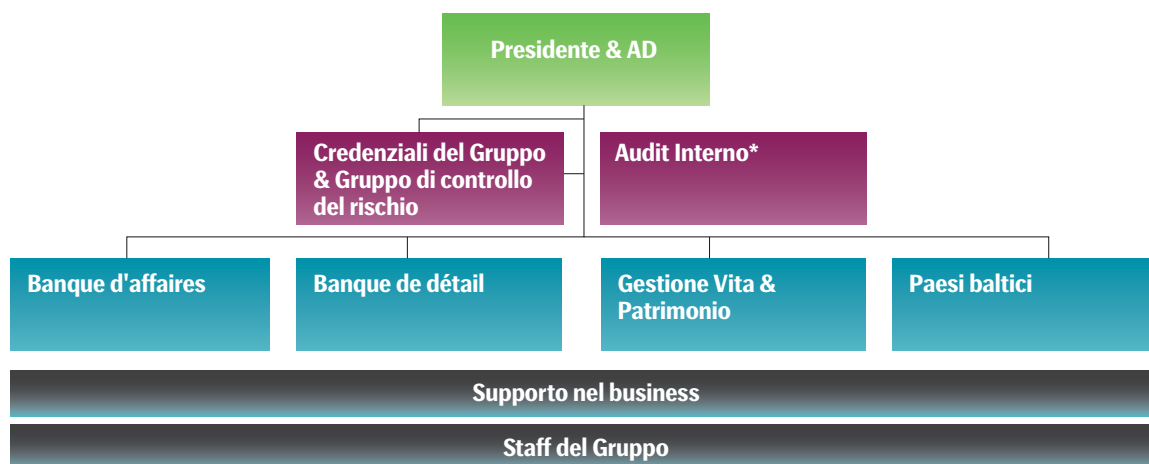 Presidente & AD
Credenziali del Gruppo
& Gruppo di controllo
del rischio
Audit Interno*
Banque d'affaires
Banque de détail
Gestione Vita &
Patrimonio
Paesi baltici
Supporto nel business
Staff del Gruppo